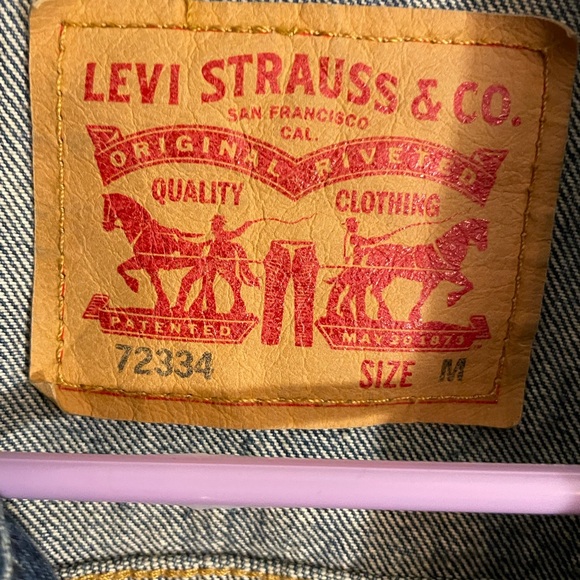 LEVI STRAUSS & CO.
SAN FRANCISCO
CAL.
ORIGINAL RIVETED
QUALITY CLOTHING
PATENTED MAY 20 1873
72334 SIZE M